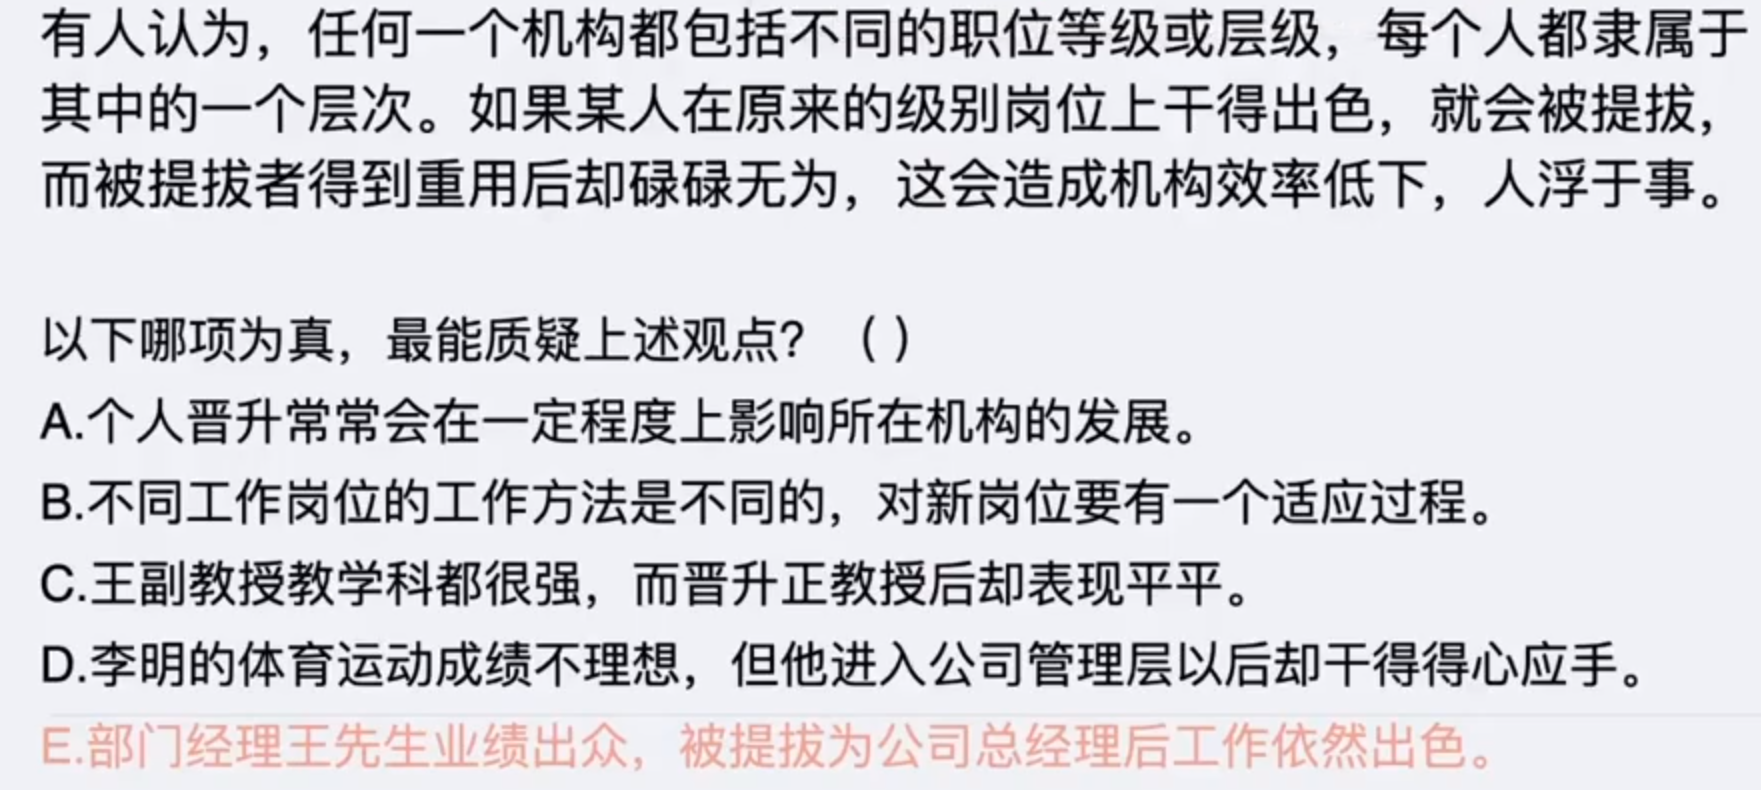 有人认为，任何一个机构都包括不同的职位等级或层级，每个人都隶属于
其中的一个层次。如果某人在原来的级别岗位上干得出色，就会被提拔，
而被提拔者得到重用后却碌碌无为，这会造成机构效率低下，人浮于事。
以下哪项为真，最能质疑上述观点？（）
A.个人晋升常常会在一定程度上影响所在机构的发展。
B.不同工作岗位的工作方法是不同的，对新岗位要有一个适应过程。
C.王副教授教学科都很强，而晋升正教授后却表现平平。
D.李明的体育运动成绩不理想，但他进入公司管理层以后却干得得心应手。
E.部门经理王先生业绩出众，被提拔为公司总经理后工作依然出色。